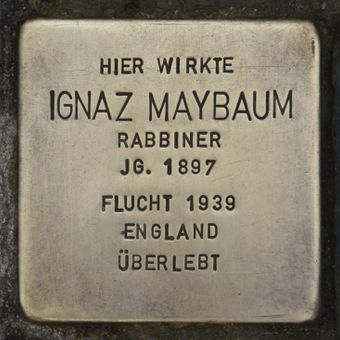 HIER WIRKTE
IGNAZ MAYBAUM
RABBINER
JG. 1897
FLUCHT 1939
ENGLAND
ÜBERLEBT